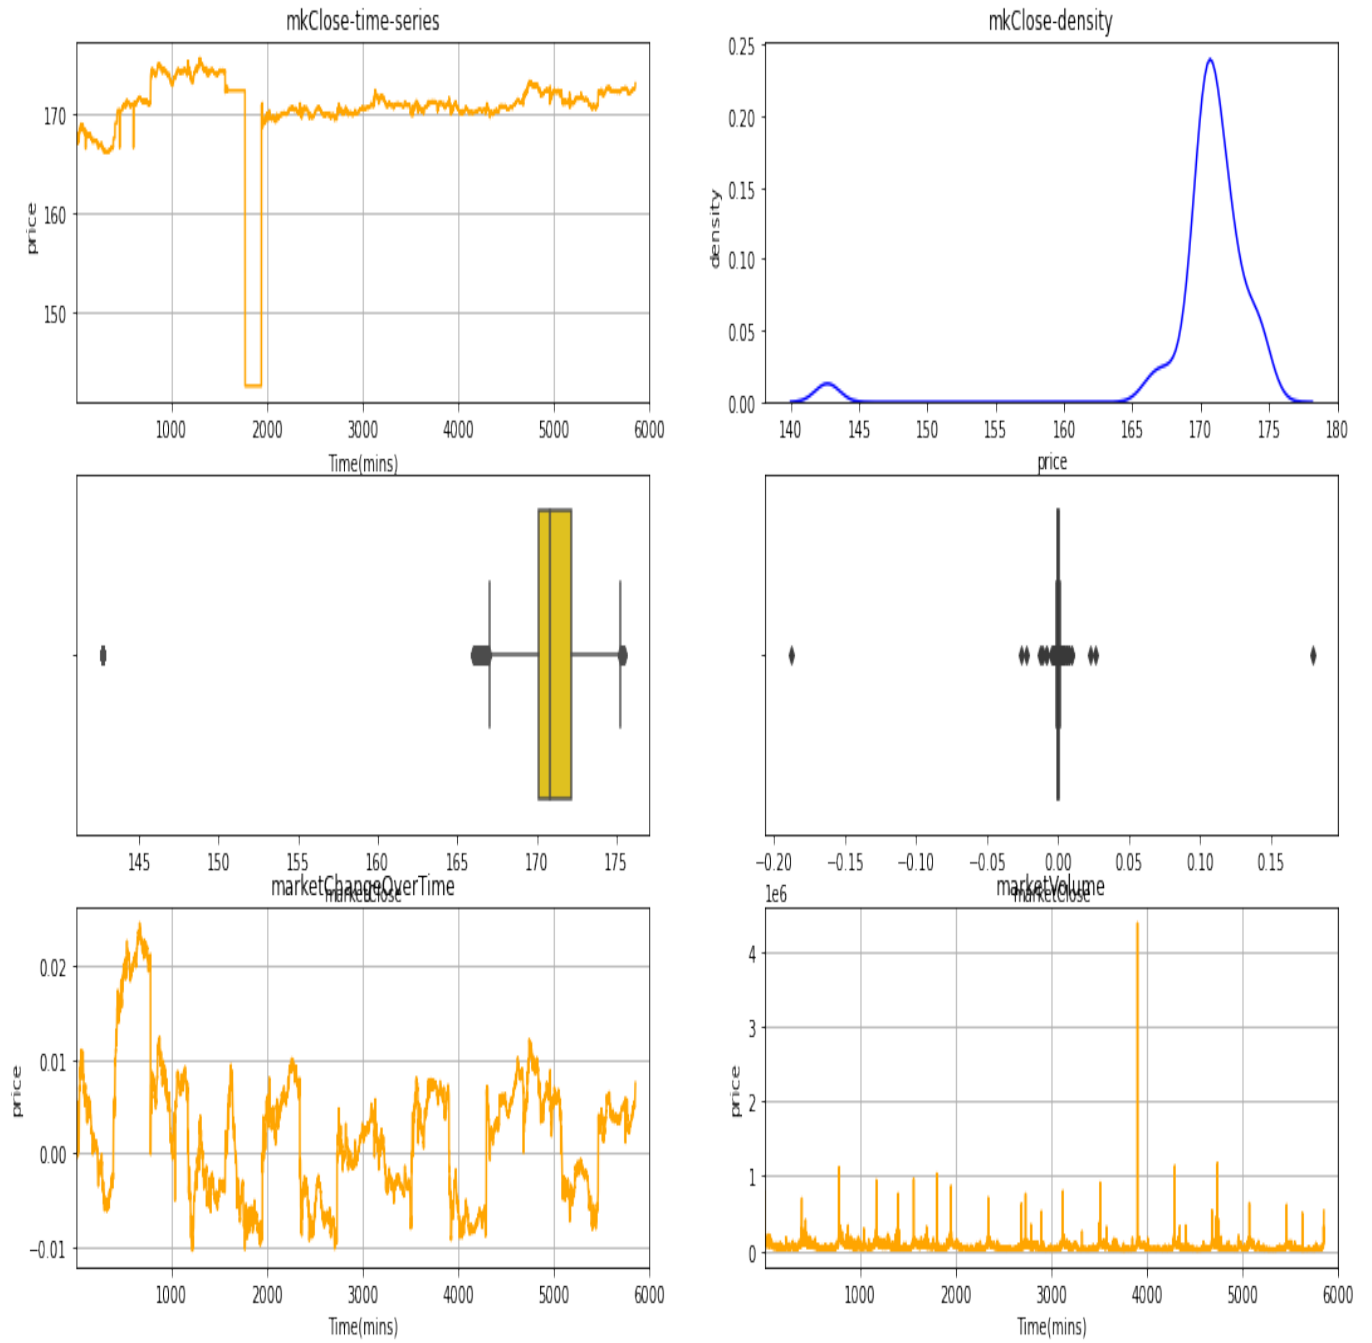 mkClose-time-series
170
160
150
price
1000 2000 3000 4000 5000 6000
Time(mins)
mkClose-density
0.25
0.20
0.15
0.10
0.05
0.00
density
140 145 150 155 160 165 170 175 180
price
145 150 155 160 165 170 175
marketClose
−0.20 −0.15 −0.10 −0.05 0.00 0.05 0.10 0.15
marketClose
marketChangeOverTime
0.02
0.01
0.00
−0.01
price
1000 2000 3000 4000 5000 6000
Time(mins)
marketVolume
1e6
4
3
2
1
0
price
1000 2000 3000 4000 5000 6000
Time(mins)